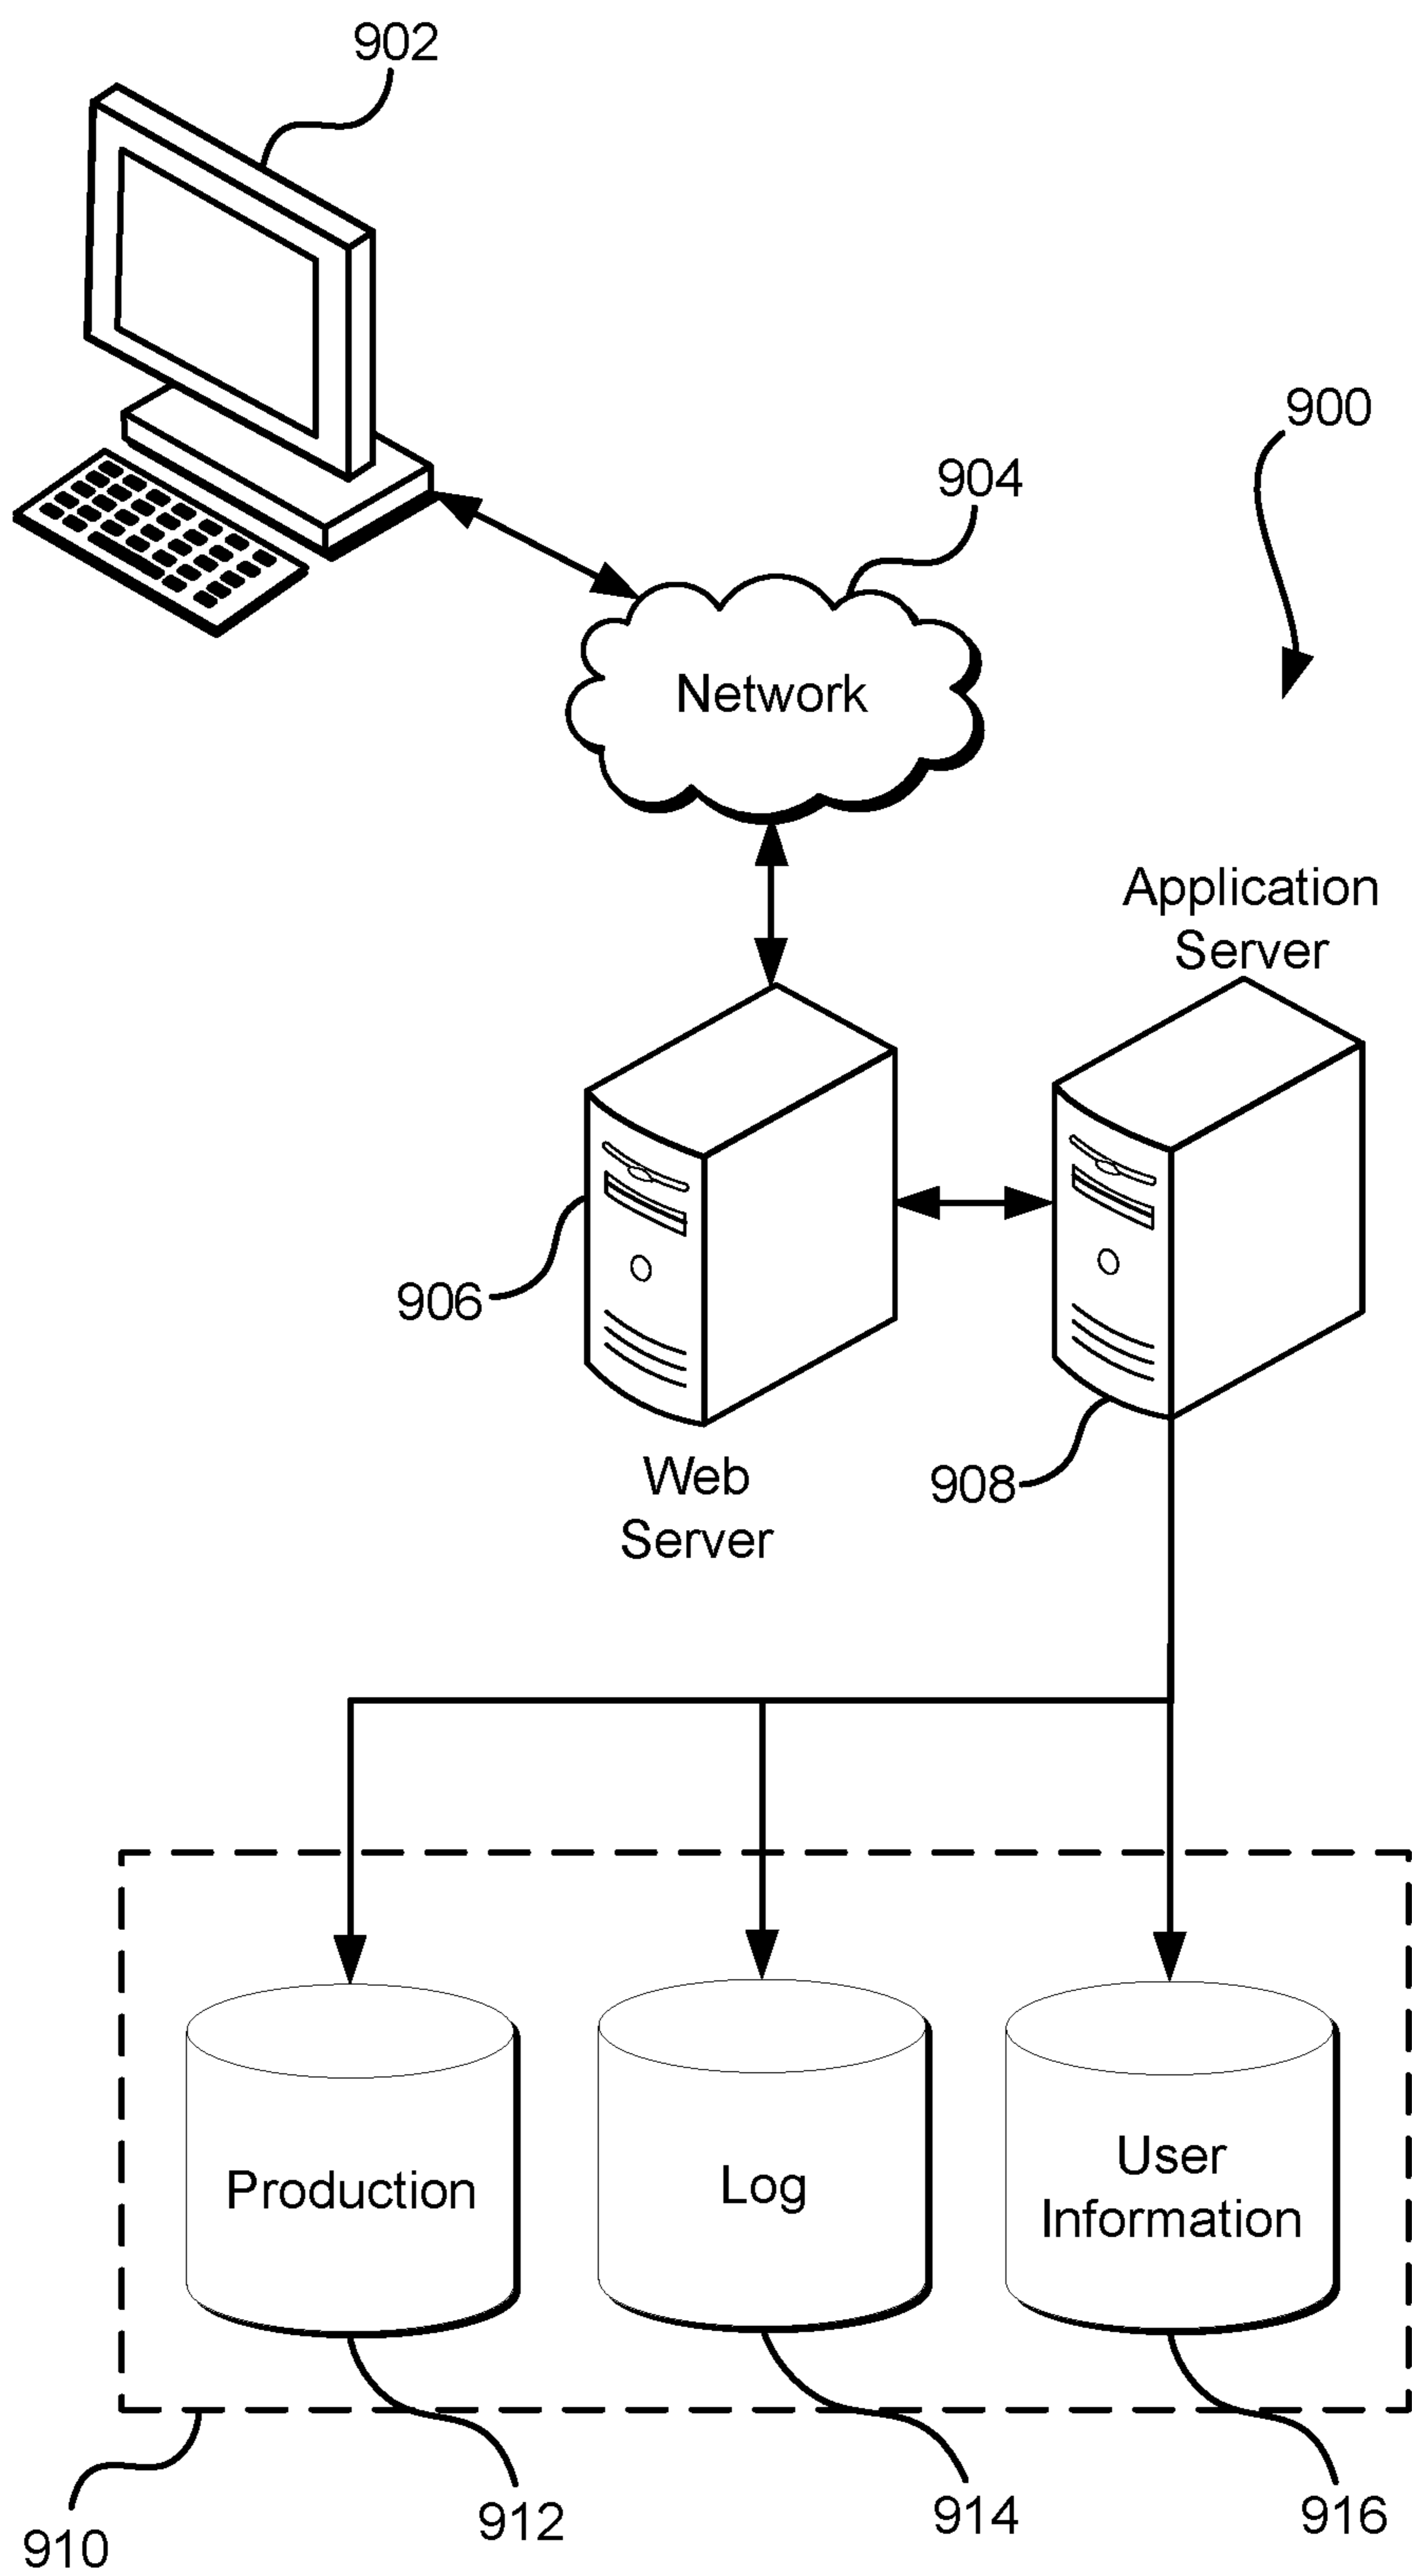 902
900
904
Network
Application
Server
906
908
Web
Server
Production
Log
User
Information
910
912
914
916